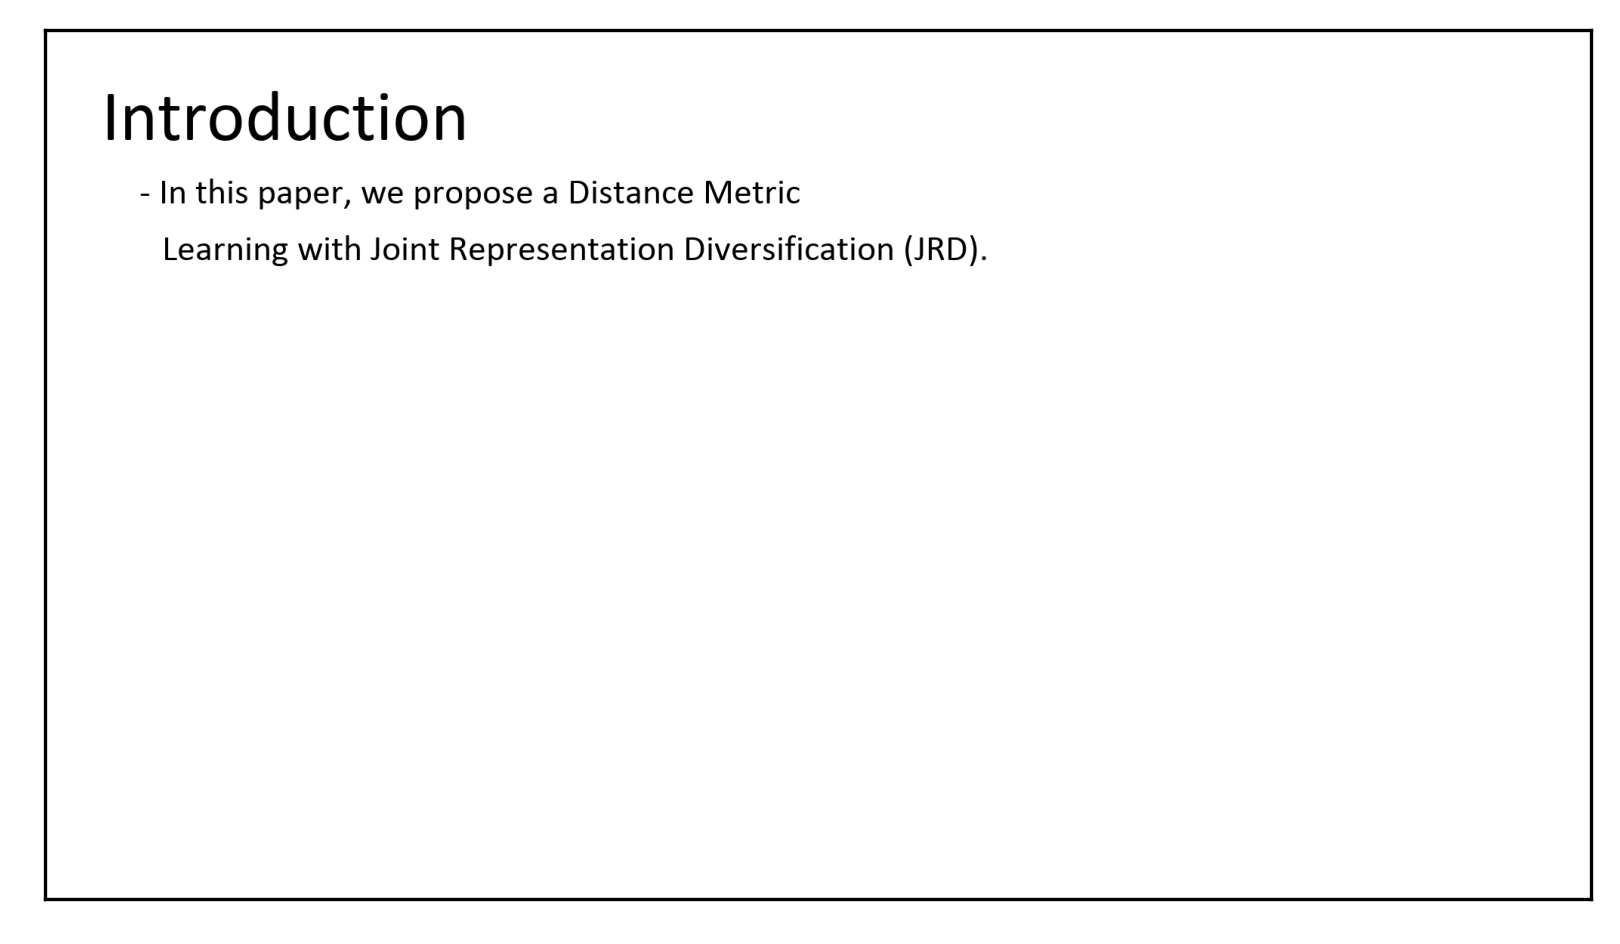 Introduction
- In this paper, we propose a Distance Metric
Learning with Joint Representation Diversification (JRD).